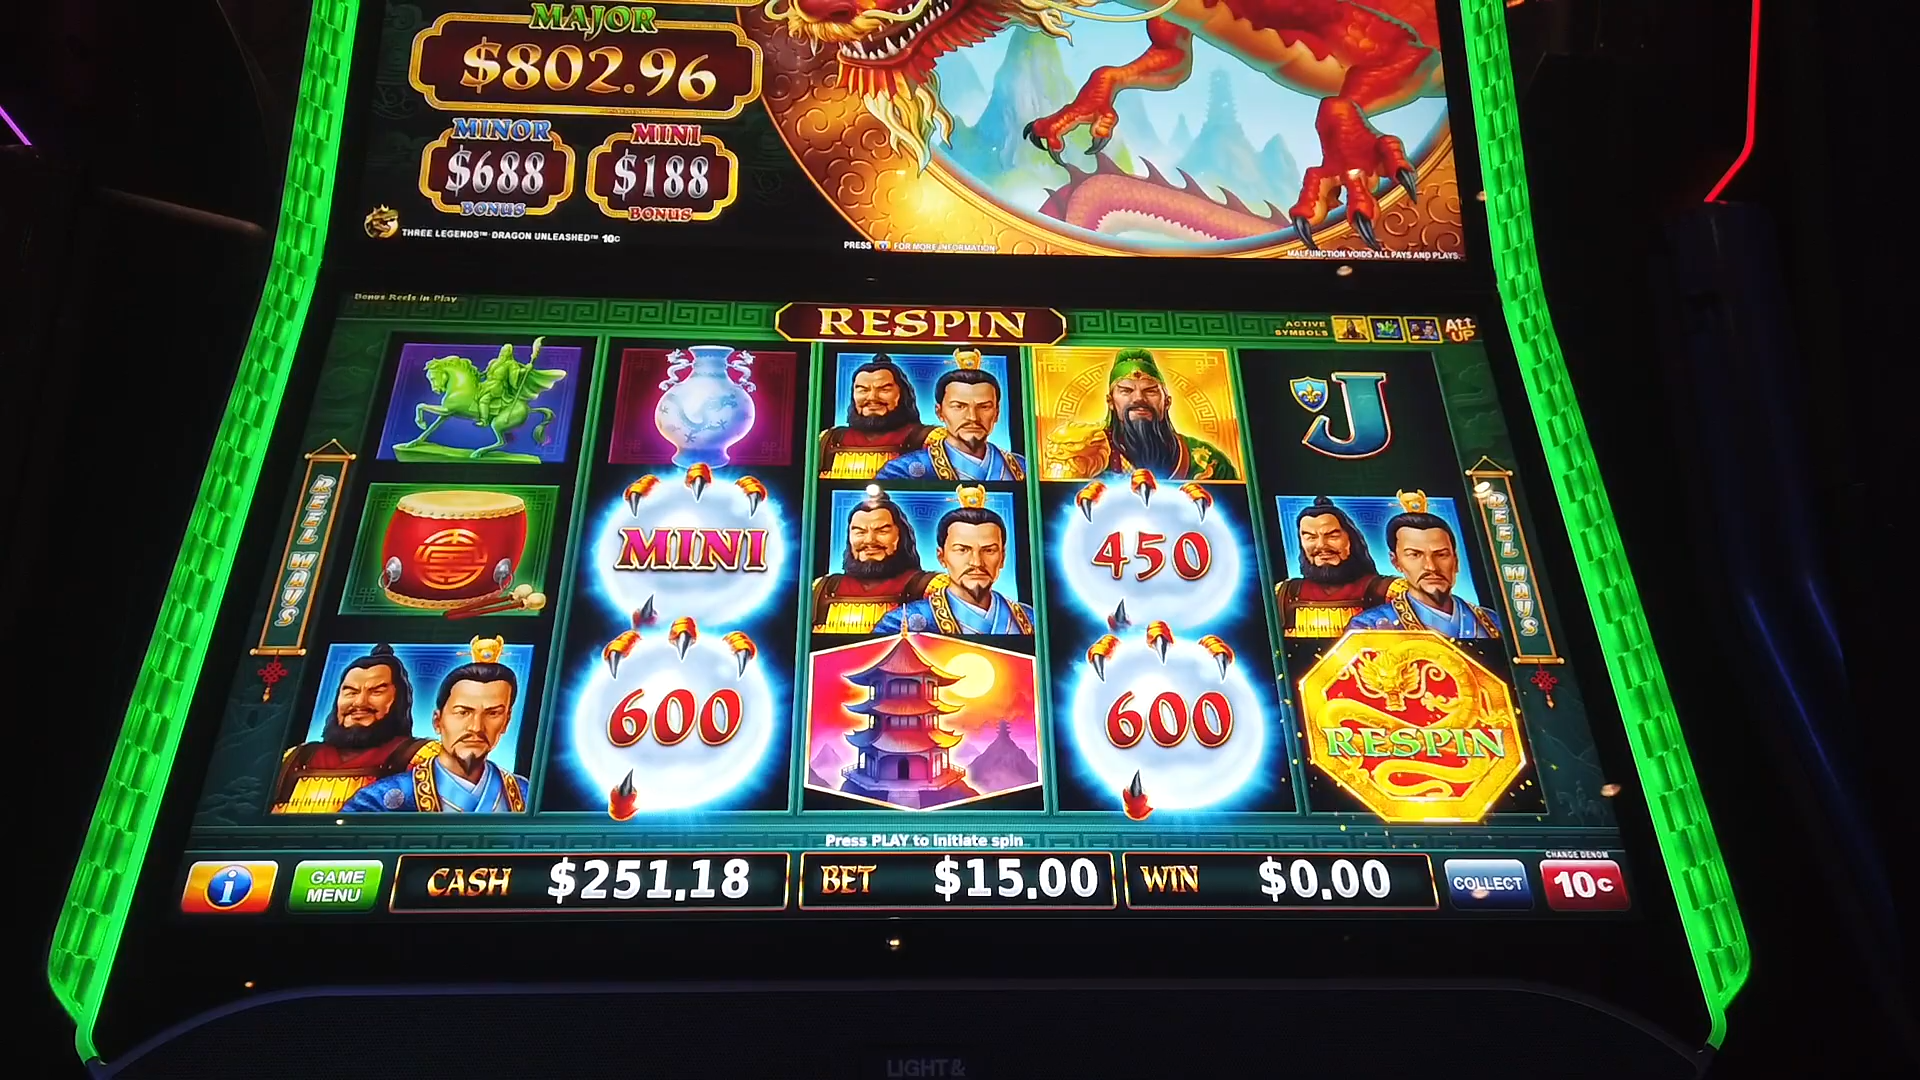 MAJOR
$802.96
MINOR
$688
BONUS
MINI
$188
BONUS
THREE LEGENDS™ DRAGON UNLEASHED™ 10¢
PRESS i FOR MORE INFORMATION
MALFUNCTION VOIDS ALL PAYS AND PLAYS.
Bonus Reels in Play
RESPIN
ACTIVE
SYMBOLS
ALL
UP
J
REEL WAYS
MINI
450
REEL WAYS
600
600
RESPIN
Press PLAY to initiate spin
i
GAME
MENU
CASH $251.18
BET $15.00
WIN $0.00
COLLECT
CHANGE DENOM
10¢
LIGHT&